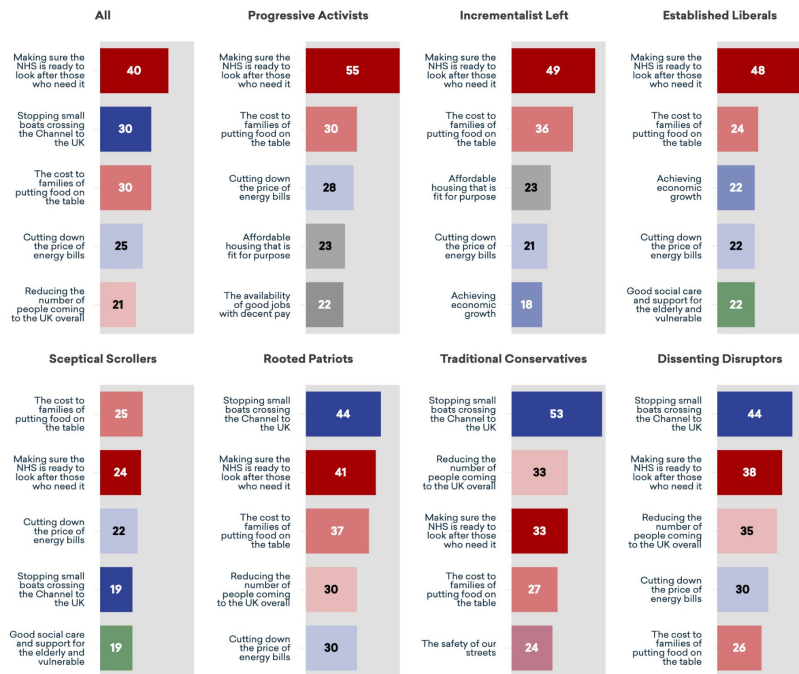 All
Making sure the
NHS is ready to
look after those
who need it
40
Stopping small
boats crossing
the Channel to
the UK
30
The cost to
families of
putting food on
the table
30
Cutting down
the price of
energy bills
25
Reducing the
number of
people coming
to the UK overall
21
Progressive Activists
Making sure the
NHS is ready to
look after those
who need it
55
The cost to
families of
putting food on
the table
30
Cutting down
the price of
energy bills
28
Affordable
housing that is
fit for purpose
23
The availability
of good jobs
with decent pay
22
Incrementalist Left
Making sure the
NHS is ready to
look after those
who need it
49
The cost to
families of
putting food on
the table
36
Affordable
housing that is
fit for purpose
23
Cutting down
the price of
energy bills
21
Achieving
economic
growth
18
Established Liberals
Making sure the
NHS is ready to
look after those
who need it
48
The cost to
families of
putting food on
the table
24
Achieving
economic
growth
22
Cutting down
the price of
energy bills
22
Good social care
and support for
the elderly and
vulnerable
22
Sceptical Scrollers
The cost to
families of
putting food on
the table
25
Making sure the
NHS is ready to
look after those
who need it
24
Cutting down
the price of
energy bills
22
Stopping small
boats crossing
the Channel to
the UK
19
Good social care
and support for
the elderly and
vulnerable
19
Rooted Patriots
Stopping small
boats crossing
the Channel to
the UK
44
Making sure the
NHS is ready to
look after those
who need it
41
The cost to
families of
putting food on
the table
37
Reducing the
number of
people coming
to the UK overall
30
Cutting down
the price of
energy bills
30
Traditional Conservatives
Stopping small
boats crossing
the Channel to
the UK
53
Reducing the
number of
people coming
to the UK overall
33
Making sure the
NHS is ready to
look after those
who need it
33
The cost to
families of
putting food on
the table
27
The safety of our
streets
24
Dissenting Disruptors
Stopping small
boats crossing
the Channel to
the UK
44
Making sure the
NHS is ready to
look after those
who need it
38
Reducing the
number of
people coming
to the UK overall
35
Cutting down
the price of
energy bills
30
The cost to
families of
putting food on
the table
26